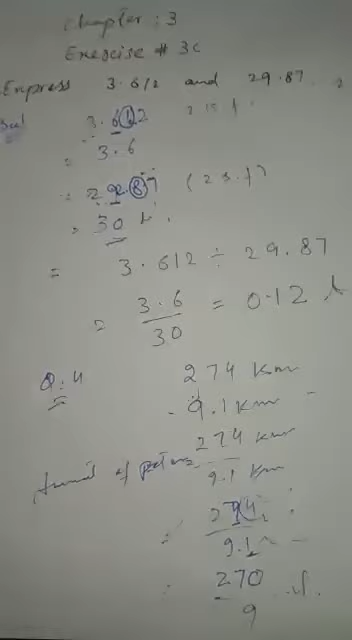 Chapter : 3
Exercise # 3c
Express 3.612 and 29.87
Sol 3.612
= 3.6
= 29.87 (2 s.f)
= 30
= 3.612 ÷ 29.87
= 3.6 / 30 = 0.12
Q:4 274 Km
9.1 Km
274 Km
9.1 Km
= 274
9.1
= 270
9